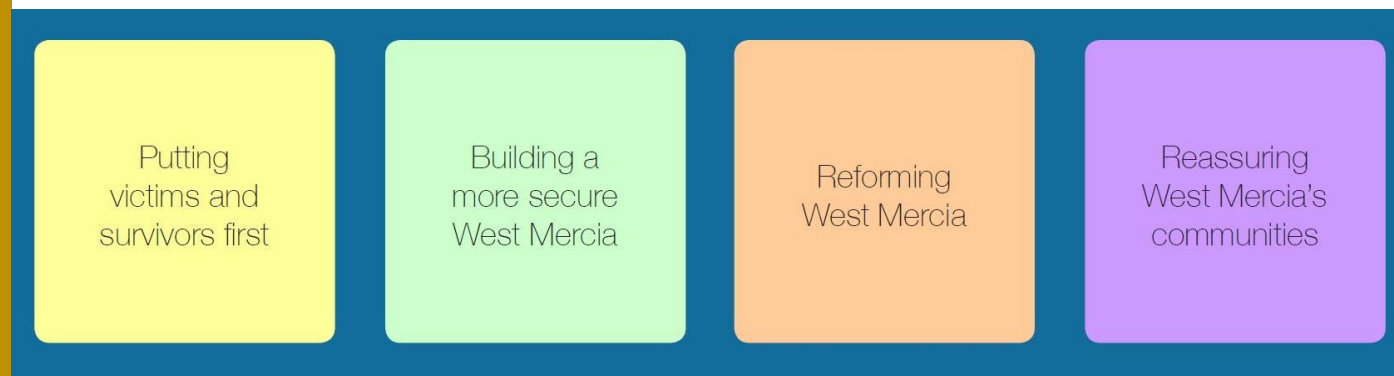 Putting
victims and
survivors first
Building a
more secure
West Mercia
Reforming
West Mercia
Reassuring
West Mercia's
communities